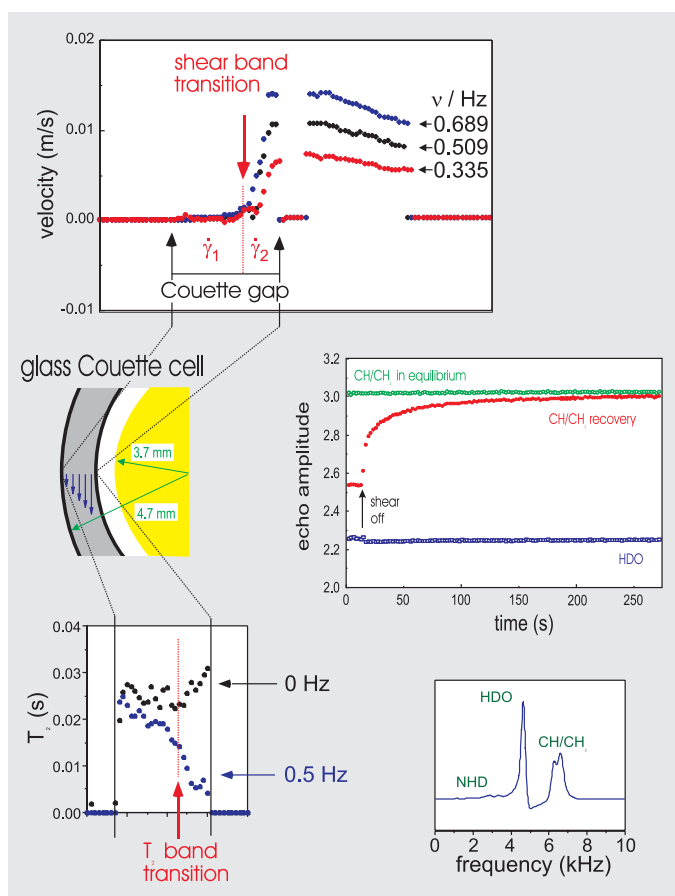 0.02
shear band
transition
ν / Hz
0.689
0.509
0.335
0.01
0.00
-0.01
velocity (m/s)
γ̇₁
γ̇₂
Couette gap
glass Couette cell
3.7 mm
4.7 mm
3.2
3.0
2.8
2.6
2.4
2.2
2.0
echo amplitude
CH/CH₂ in equilibrium
CH/CH₂ recovery
shear
off
HDO
0 50 100 150 200 250
time (s)
0.04
0.03
0.02
0.01
0.00
T₂ (s)
0 Hz
0.5 Hz
T₂ band
transition
HDO
CH/CH₂
NHD
0 2 4 6 8 10
frequency (kHz)